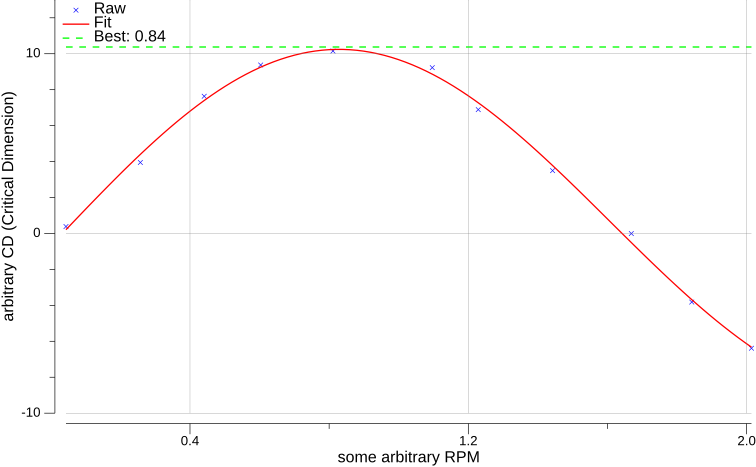 Raw
Fit
Best: 0.84
10
0
-10
arbitrary CD (Critical Dimension)
0.4
1.2
2.0
some arbitrary RPM